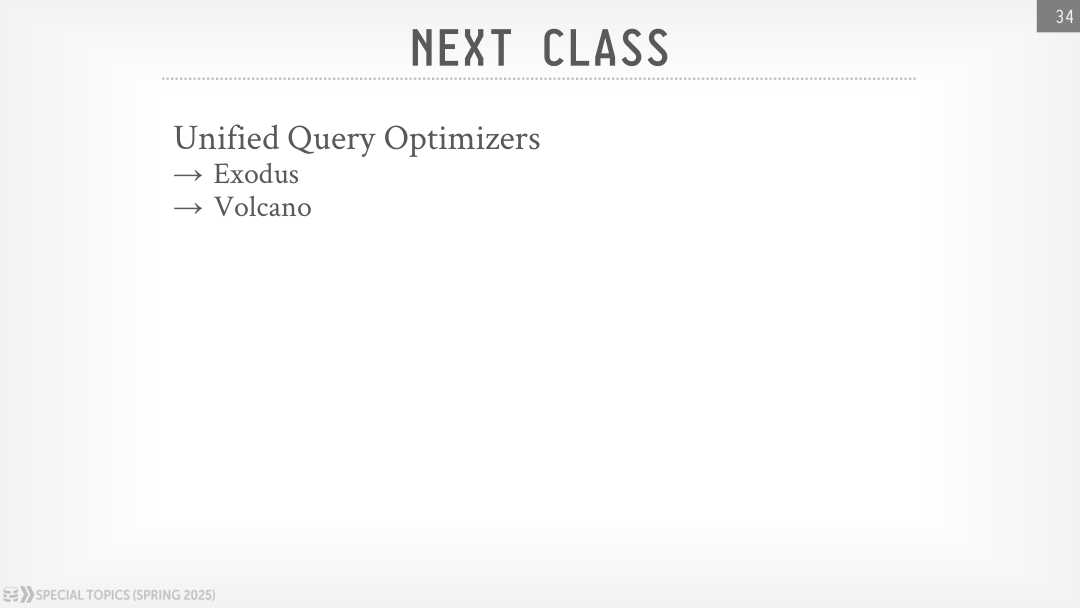 34
NEXT CLASS
Unified Query Optimizers
→ Exodus
→ Volcano
SPECIAL TOPICS (SPRING 2025)